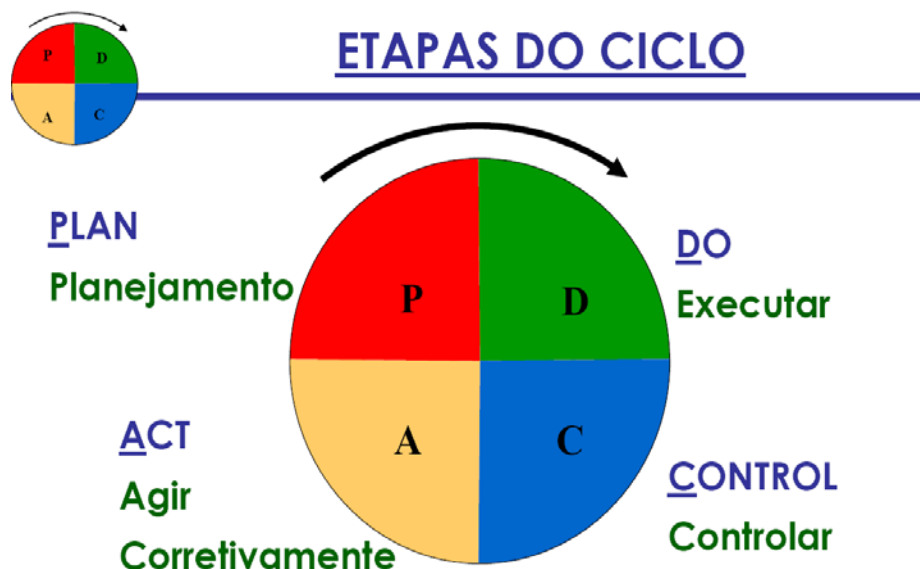 P D
A C
ETAPAS DO CICLO
PLAN
Planejamento
P D
DO
Executar
A C
ACT
Agir
Corretivamente
CONTROL
Controlar